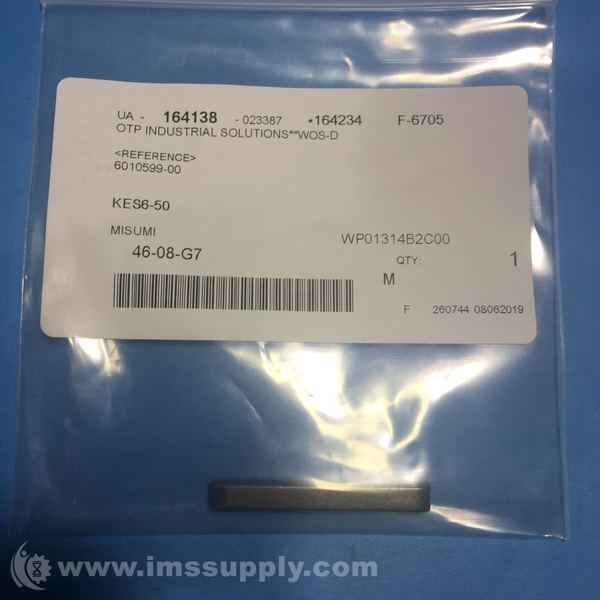 UA - 164138 - 023387 *164234 F-6705
OTP INDUSTRIAL SOLUTIONS**WOS-D
<REFERENCE>
6010599-00
KES6-50
MISUMI
WP01314B2C00
46-08-G7
QTY: 1
M
F 260744 08062019
www.imssupply.com